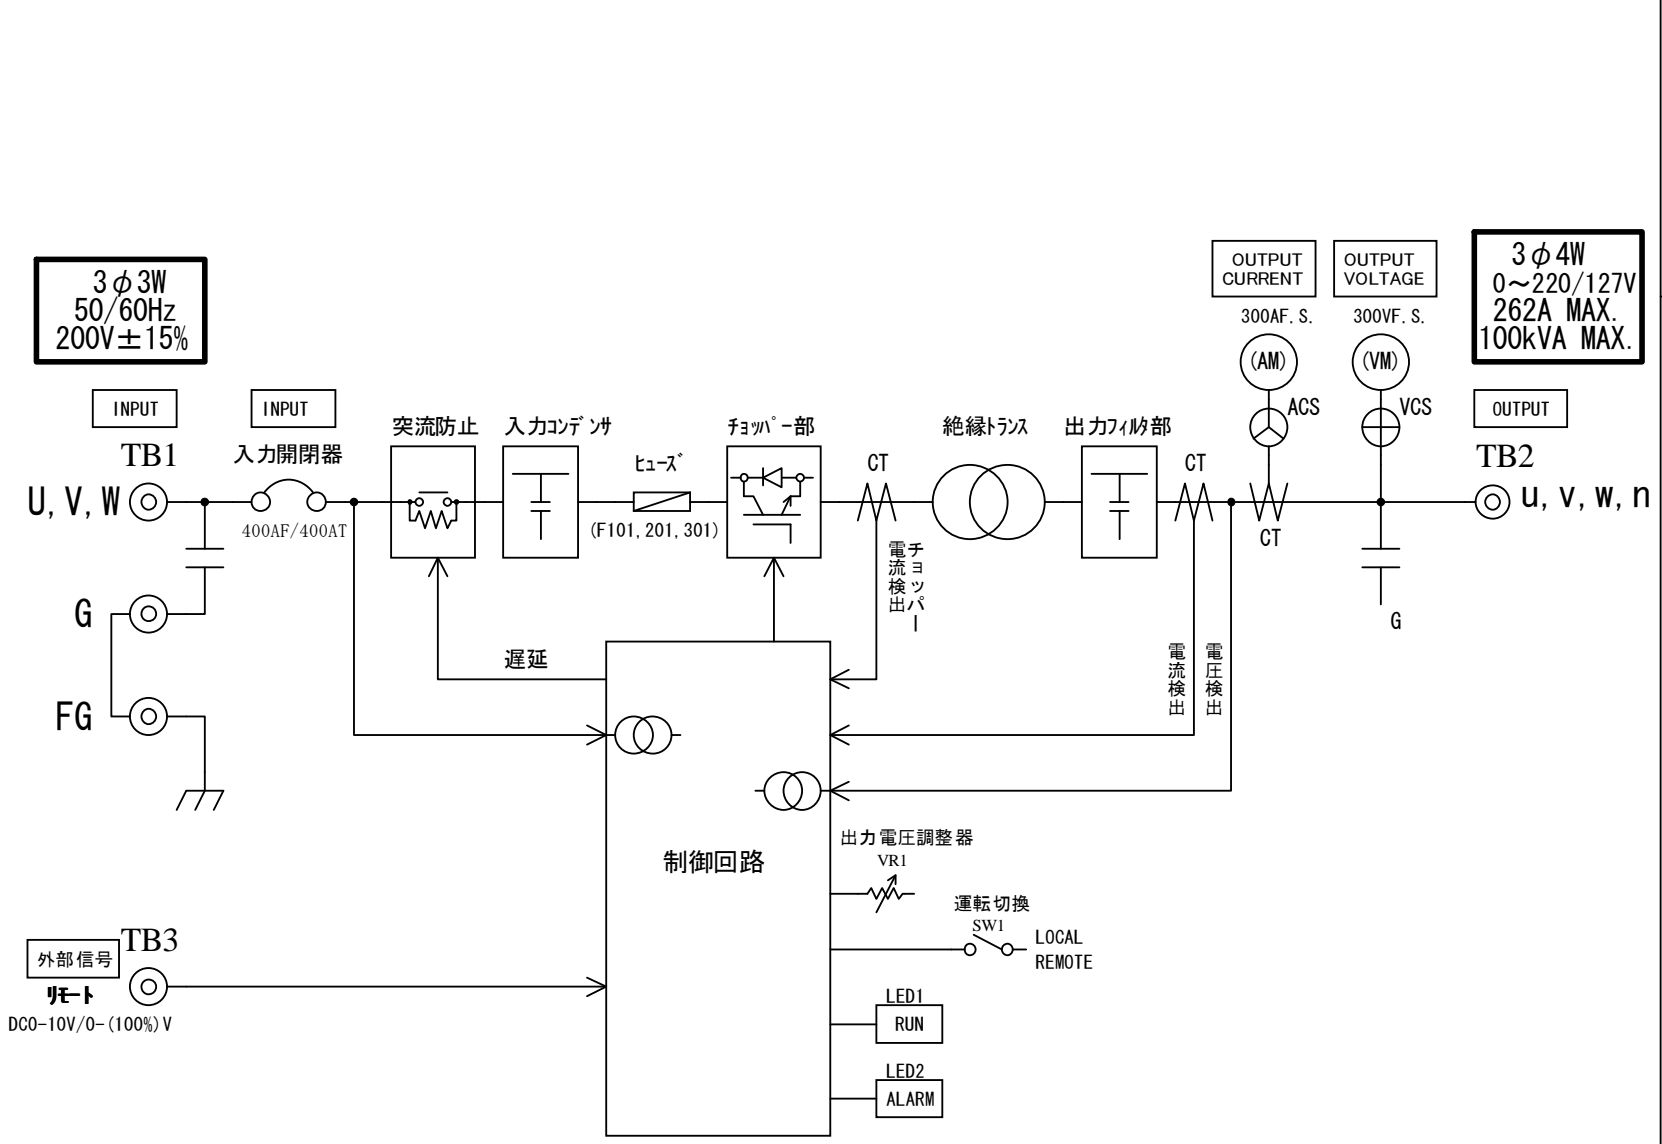 3φ3W
50/60Hz
200V±15%
OUTPUT
CURRENT
OUTPUT
VOLTAGE
3φ4W
0～220/127V
262A MAX.
100kVA MAX.
300AF.S.
300VF.S.
(AM)
(VM)
INPUT
INPUT
ACS
VCS
OUTPUT
TB1
入力開閉器
突流防止
入力コンデンサ
ヒューズ
チョッパー部
CT
絶縁トランス
出力フィルタ部
CT
TB2
U,V,W
400AF/400AT
(F101,201,301)
CT
u,v,w,n
チョッパー
電流検出
G
G
遅延
電流検出
電圧検出
FG
制御回路
出力電圧調整器
VR1
運転切換
SW1
LOCAL
REMOTE
TB3
外部信号
リモート
DC0-10V/0-(100%)V
LED1
RUN
LED2
ALARM